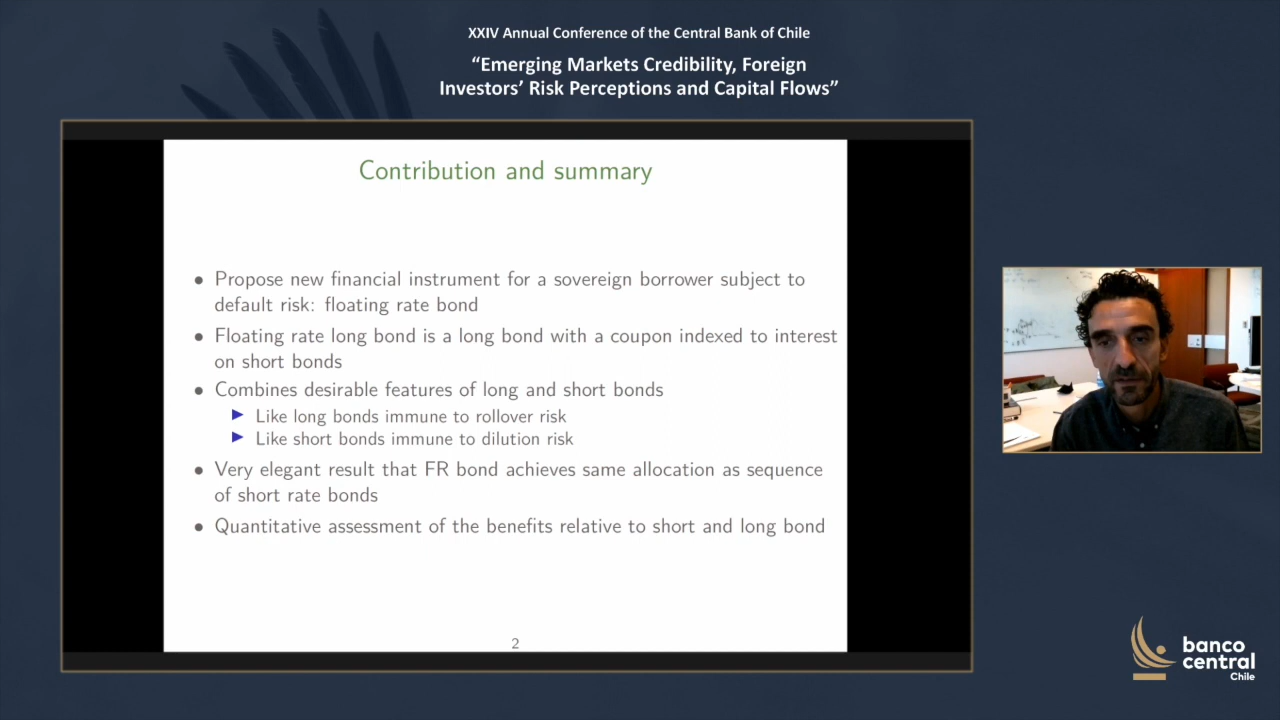 XXIV Annual Conference of the Central Bank of Chile
“Emerging Markets Credibility, Foreign
Investors’ Risk Perceptions and Capital Flows”
Contribution and summary
• Propose new financial instrument for a sovereign borrower subject to
default risk: floating rate bond
• Floating rate long bond is a long bond with a coupon indexed to interest
on short bonds
• Combines desirable features of long and short bonds
▶ Like long bonds immune to rollover risk
▶ Like short bonds immune to dilution risk
• Very elegant result that FR bond achieves same allocation as sequence
of short rate bonds
• Quantitative assessment of the benefits relative to short and long bond
2
banco
central
Chile